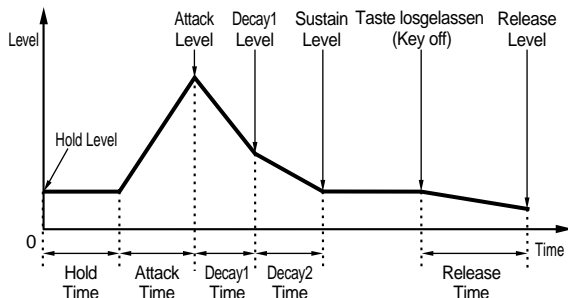 Attack
Level
Decay1
Level
Sustain
Level
Taste losgelassen
(Key off)
Release
Level
Level
Hold Level
0
Time
Hold
Time
Attack
Time
Decay1
Time
Decay2
Time
Release
Time